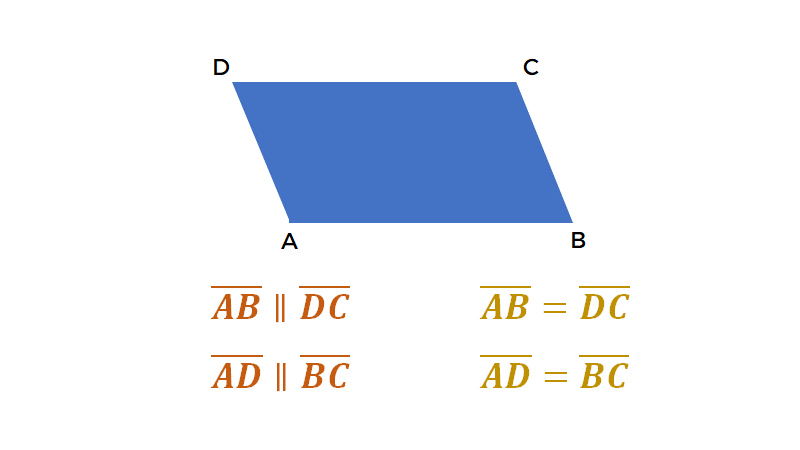 D C
A B
AB ∥ DC AB = DC
AD ∥ BC AD = BC